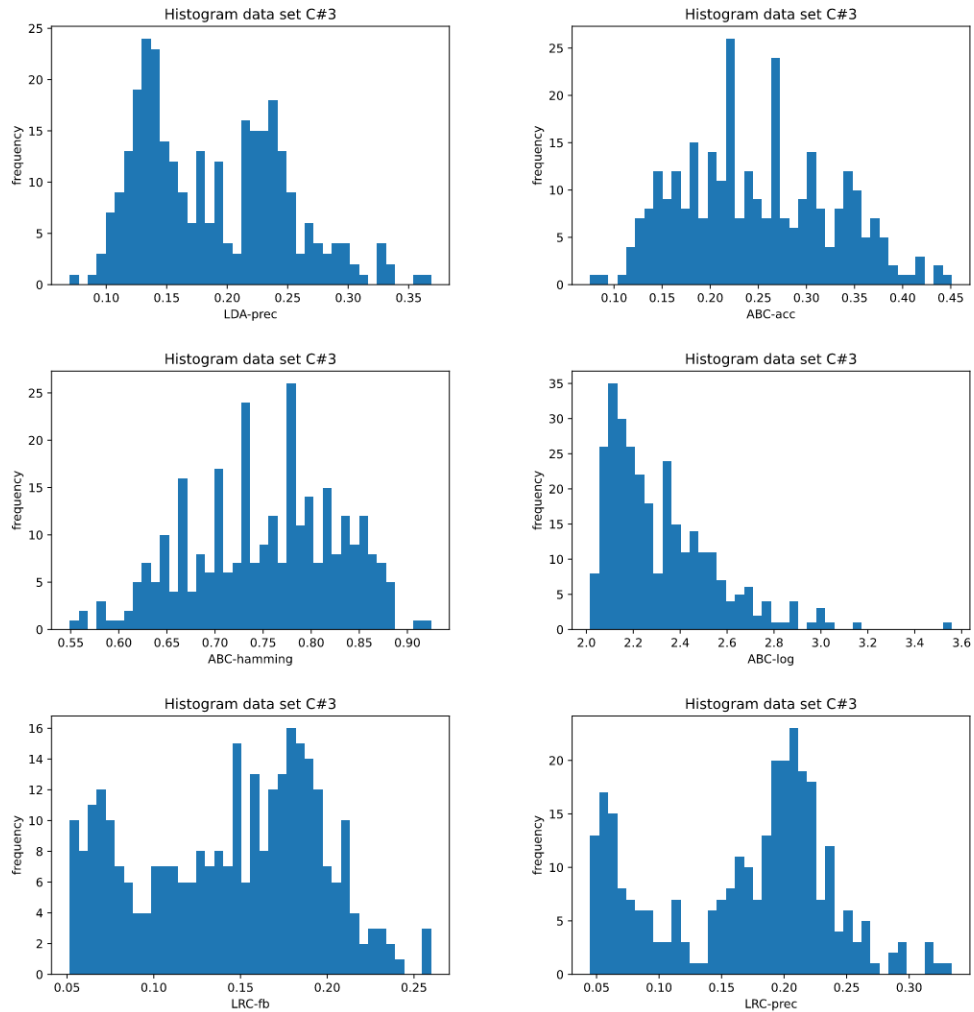 Histogram data set C#3
frequency
25
20
15
10
5
0
0.10 0.15 0.20 0.25 0.30 0.35
LDA-prec
Histogram data set C#3
frequency
25
20
15
10
5
0
0.10 0.15 0.20 0.25 0.30 0.35 0.40 0.45
ABC-acc
Histogram data set C#3
frequency
25
20
15
10
5
0
0.55 0.60 0.65 0.70 0.75 0.80 0.85 0.90
ABC-hamming
Histogram data set C#3
frequency
35
30
25
20
15
10
5
0
2.0 2.2 2.4 2.6 2.8 3.0 3.2 3.4 3.6
ABC-log
Histogram data set C#3
frequency
16
14
12
10
8
6
4
2
0
0.05 0.10 0.15 0.20 0.25
LRC-fb
Histogram data set C#3
frequency
20
15
10
5
0
0.05 0.10 0.15 0.20 0.25 0.30
LRC-prec